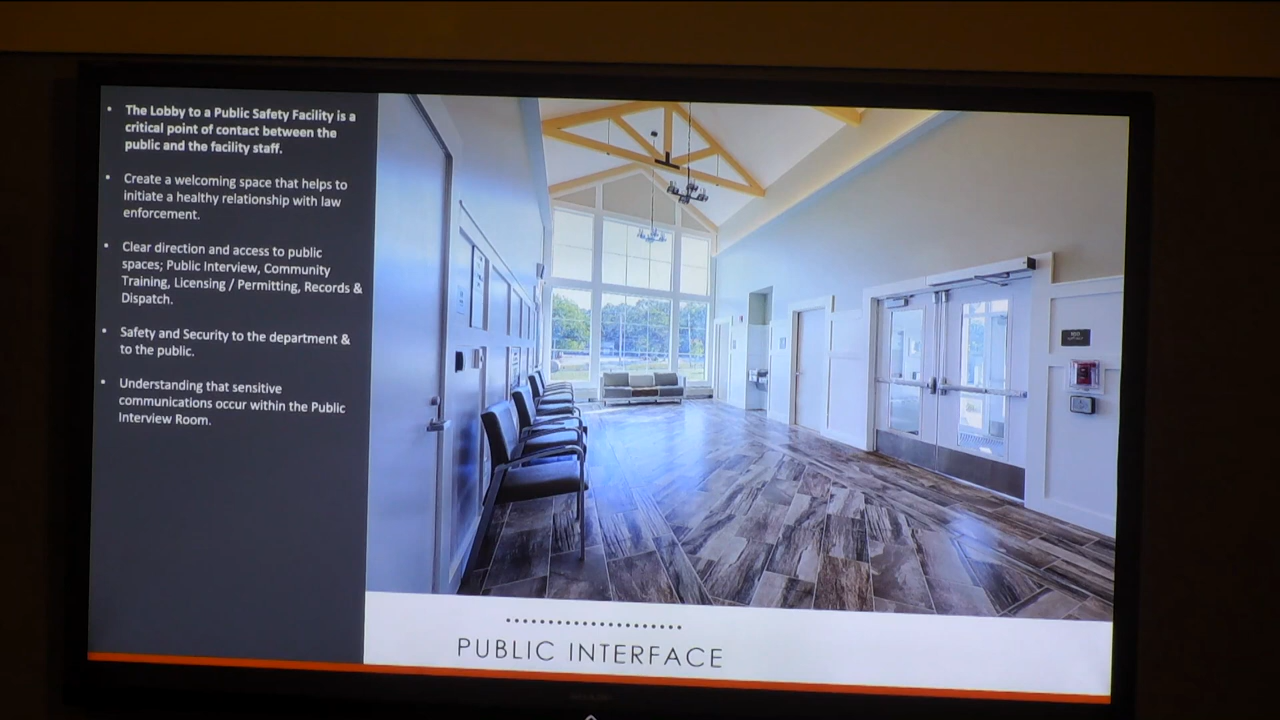 • The Lobby to a Public Safety Facility is a
critical point of contact between the
public and the facility staff.
• Create a welcoming space that helps to
initiate a healthy relationship with law
enforcement.
• Clear direction and access to public
spaces; Public Interview, Community
Training, Licensing / Permitting, Records &
Dispatch.
• Safety and Security to the department &
to the public.
• Understanding that sensitive
communications occur within the Public
Interview Room.
PUBLIC INTERFACE